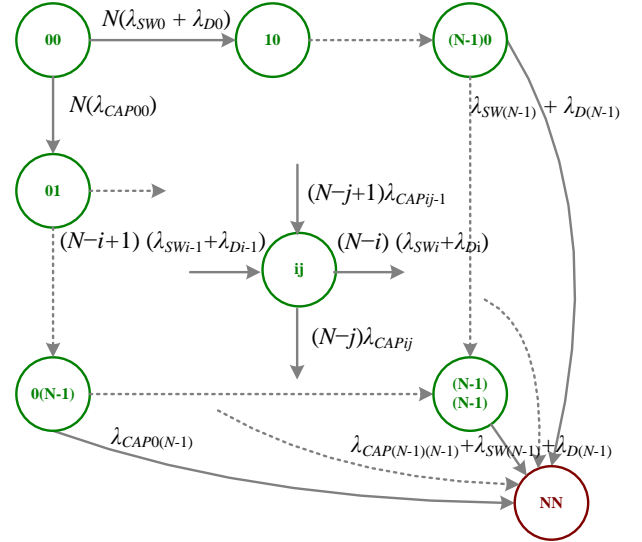 00
N(λSW0 + λD0)
10
(N-1)0
N(λCAP00)
λSW(N-1) + λD(N-1)
01
(N−j+1)λCAPij-1
(N−i+1) (λSWi-1+λDi-1)
ij
(N−i) (λSWi+λDi)
(N−j)λCAPij
0(N-1)
(N-1)
(N-1)
λCAP0(N-1)
λCAP(N-1)(N-1)+λSW(N-1)+λD(N-1)
NN